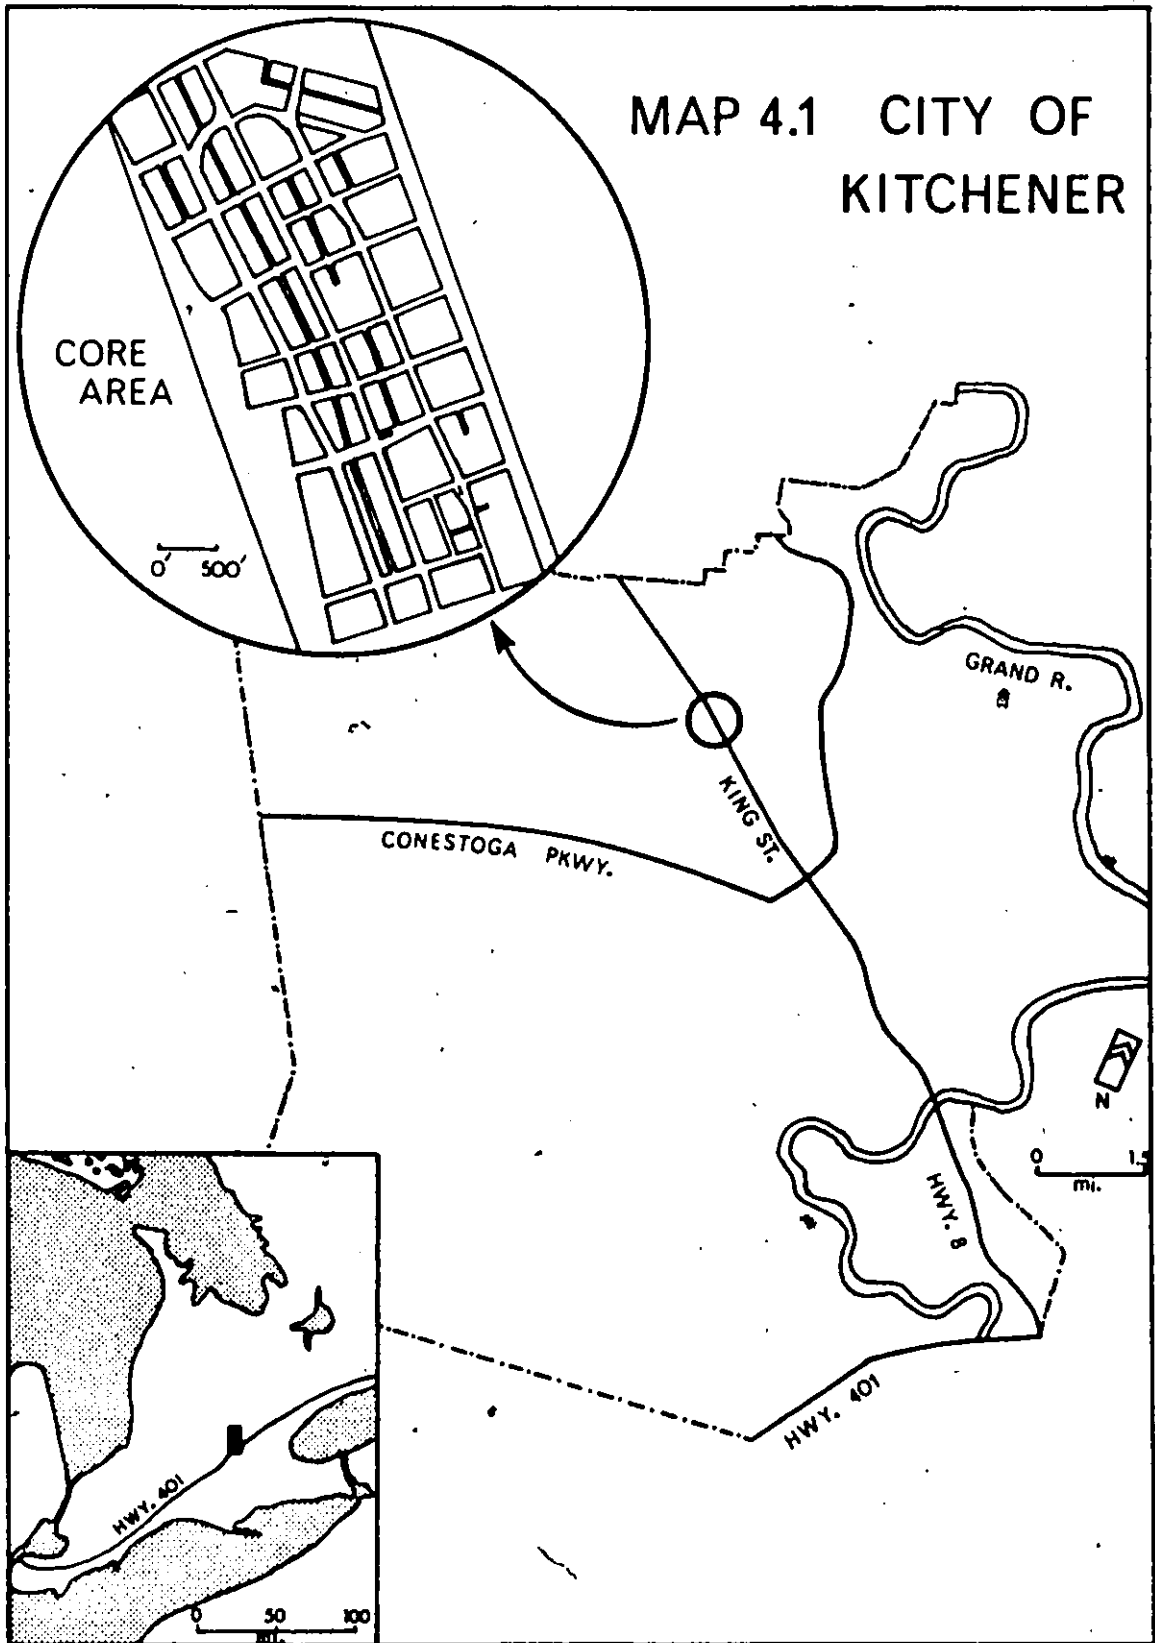 MAP 4.1 CITY OF
KITCHENER
CORE
AREA
0' 500'
GRAND R.
KING ST.
CONESTOGA PKWY.
N
0 1.5
mi.
HWY. 8
HWY. 401
HWY. 401
0 50 100
mi.